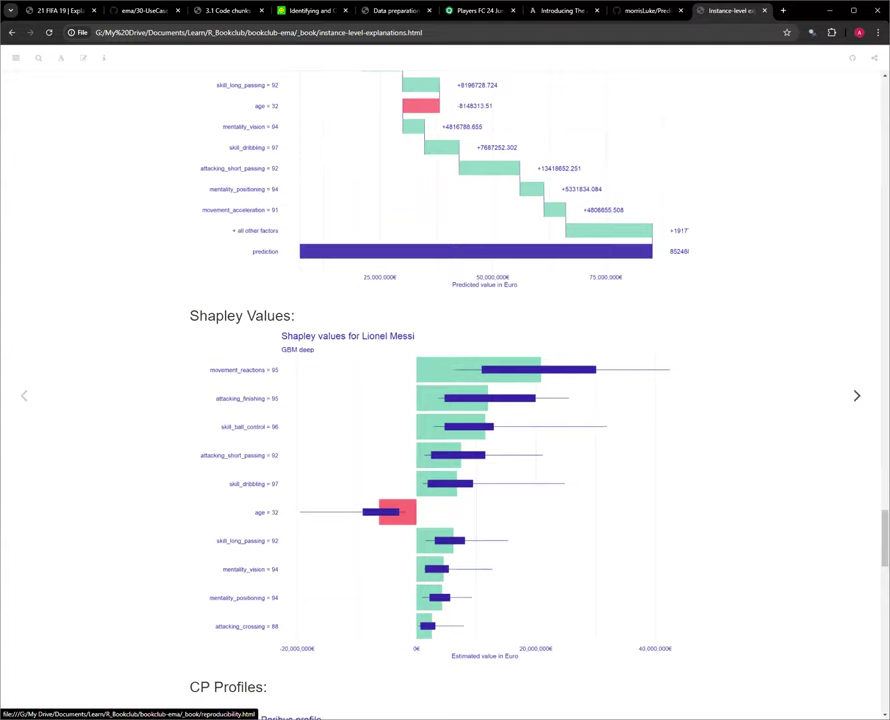 21 FIFA 19 | Expla
ema/30-UseCase
3.1 Code chunks
Identifying and C
Data preparation
Players FC 24 Jun
Introducing The
morrisLuke/Pred
Instance-level ex
File
G:/My%20Drive/Documents/Learn/R_Bookclub/bookclub-ema/_book/instance-level-explanations.html
skill_long_passing = 92
+8196728.724
age = 32
-8148313.51
mentality_vision = 94
+4816788.655
skill_dribbling = 97
+7687252.302
attacking_short_passing = 92
+13418652.251
mentality_positioning = 94
+5331834.084
movement_acceleration = 91
+4806655.508
+ all other factors
+1917
prediction
85246
25,000,000€
50,000,000€
75,000,000€
Predicted value in Euro
Shapley Values:
Shapley values for Lionel Messi
GBM deep
movement_reactions = 95
attacking_finishing = 95
skill_ball_control = 96
attacking_short_passing = 92
skill_dribbling = 97
age = 32
skill_long_passing = 92
mentality_vision = 94
mentality_positioning = 94
attacking_crossing = 88
-20,000,000€
0€
20,000,000€
40,000,000€
Estimated value in Euro
CP Profiles:
file:///G:/My Drive/Documents/Learn/R_Bookclub/bookclub-ema/_book/reproducibility.html
Paribus profile